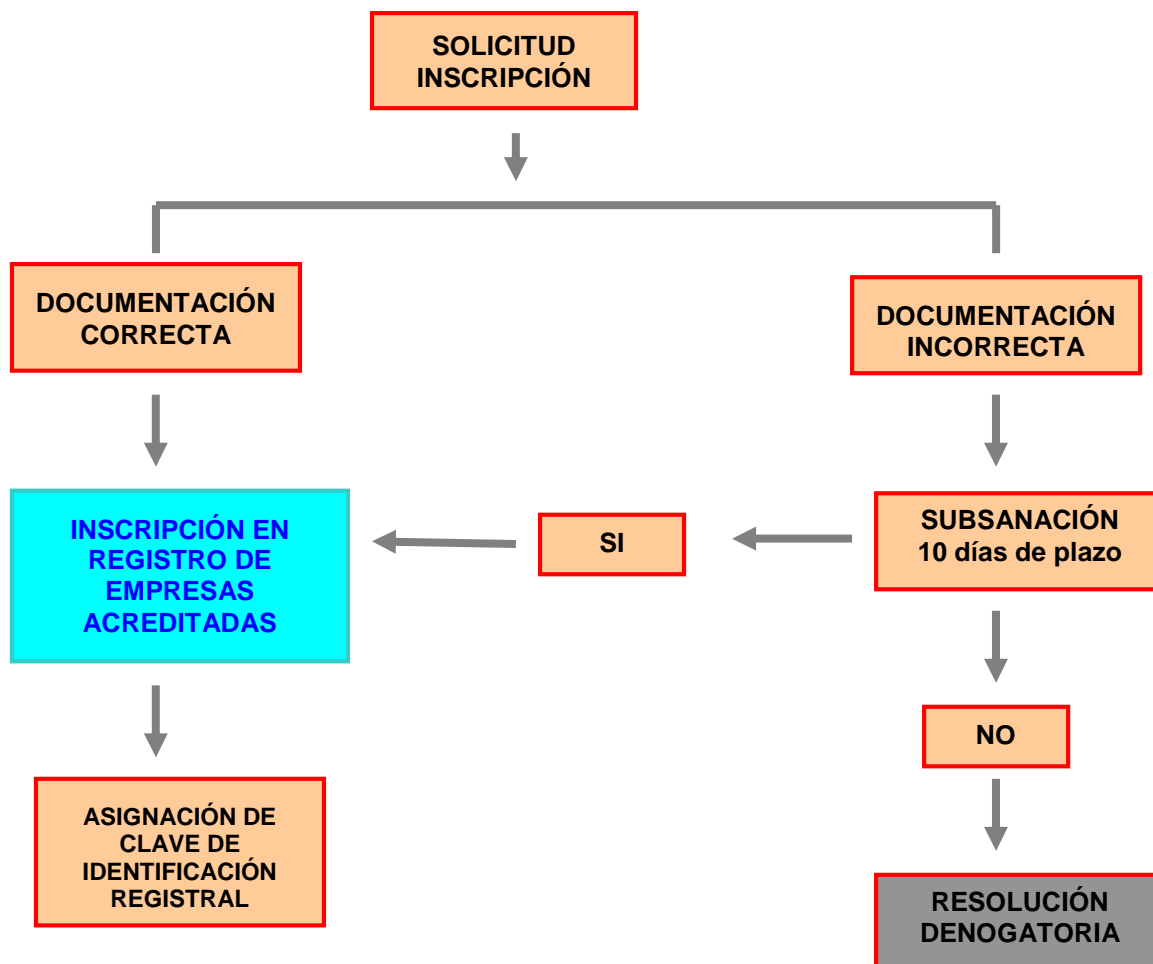 SOLICITUD
INSCRIPCIÓN
DOCUMENTACIÓN
CORRECTA
DOCUMENTACIÓN
INCORRECTA
INSCRIPCIÓN EN
REGISTRO DE
EMPRESAS
ACREDITADAS
SI
SUBSANACIÓN
10 días de plazo
NO
ASIGNACIÓN DE
CLAVE DE
IDENTIFICACIÓN
REGISTRAL
RESOLUCIÓN
DENOGATORIA